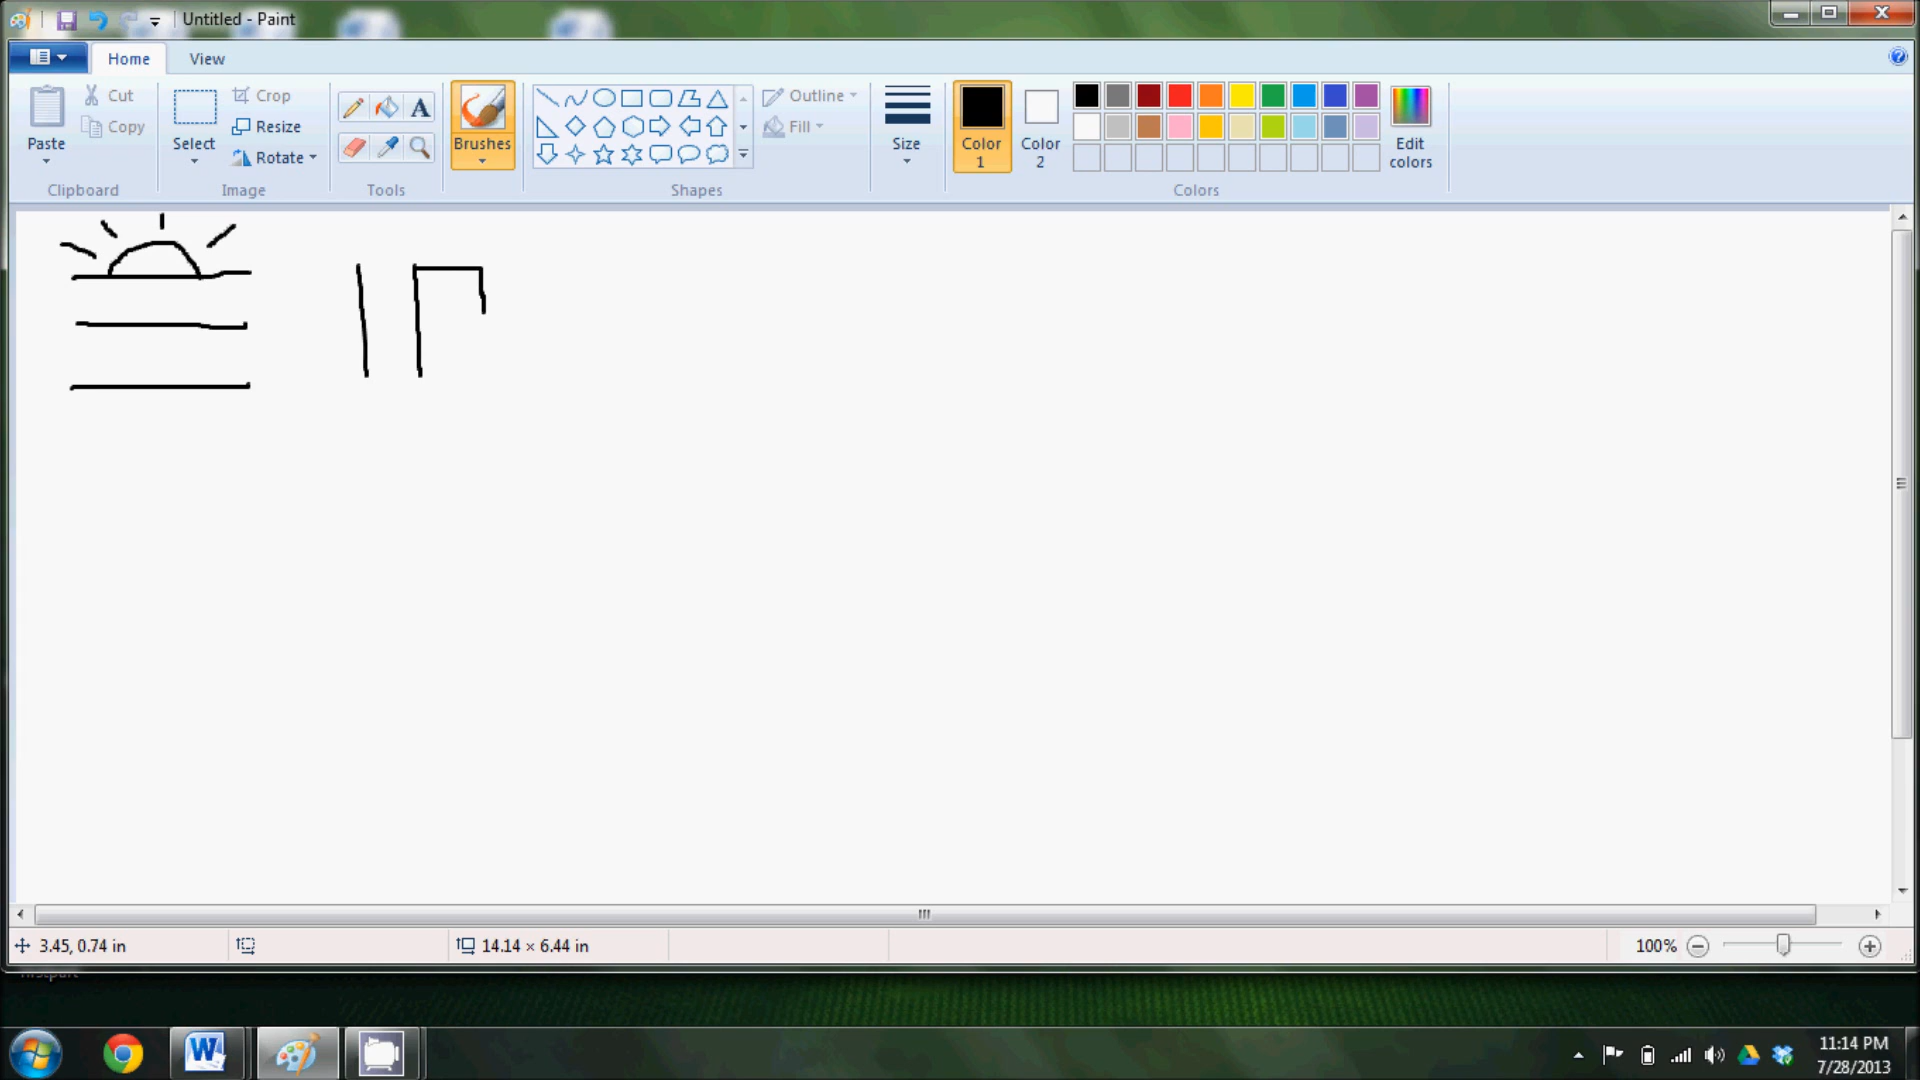 Untitled - Paint
Home View
Paste Cut Copy Clipboard
Select Crop Resize Rotate Image
A Tools
Brushes
Shapes
Outline Fill
Size
Color 1
Color 2
Edit colors
Colors
3.45, 0.74 in
14.14 × 6.44 in
100%
W
11:14 PM
7/28/2013